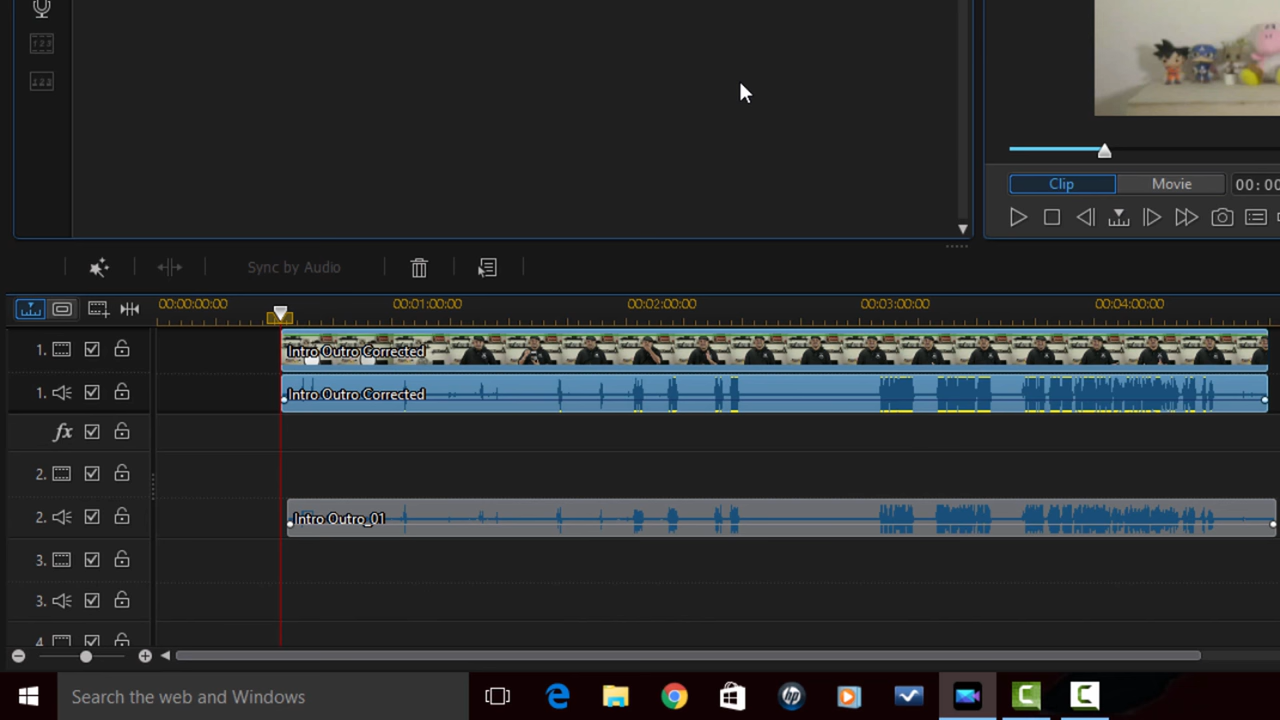 Clip
Movie
00:00
Sync by Audio
00:00:00:00
00:01:00:00
00:02:00:00
00:03:00:00
00:04:00:00
1.
Intro Outro Corrected
1.
Intro Outro Corrected
fx
2.
2.
Intro Outro_01
3.
3.
4
Search the web and Windows